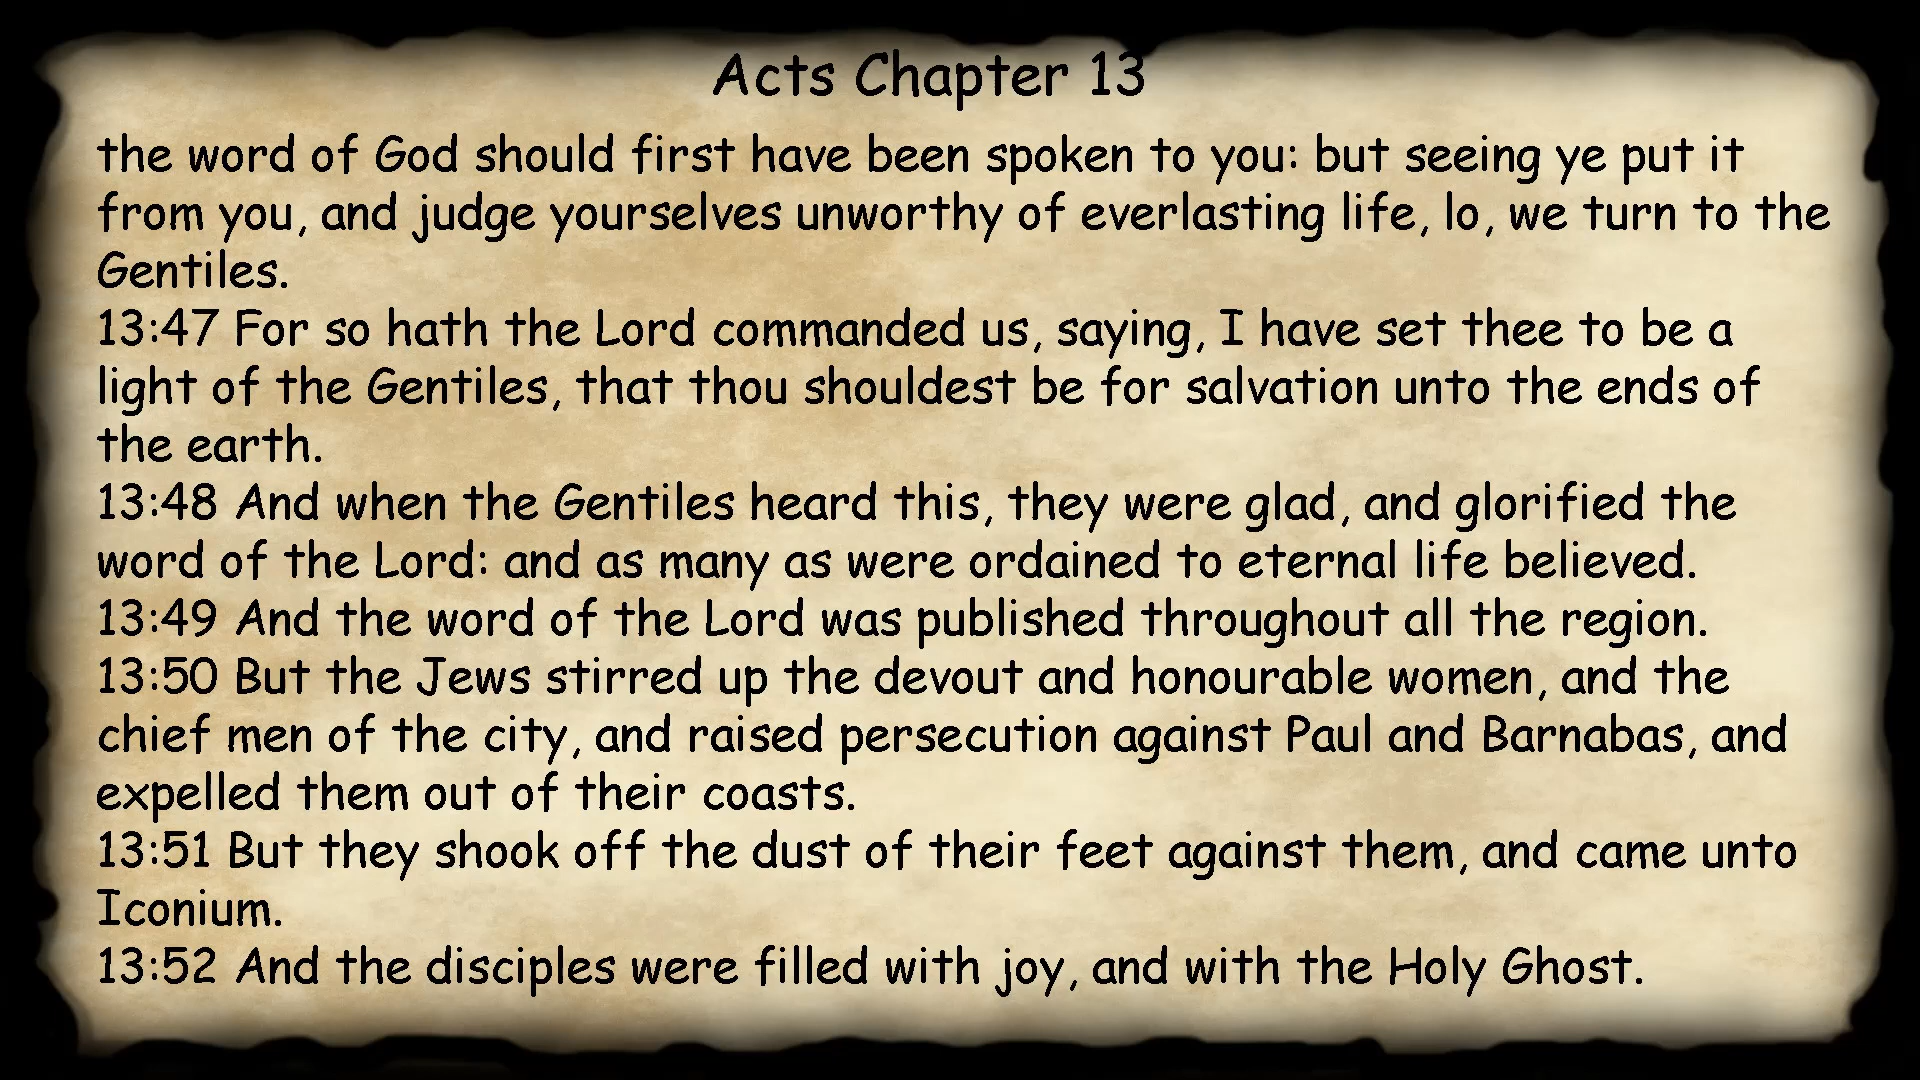 Acts Chapter 13
the word of God should first have been spoken to you: but seeing ye put it
from you, and judge yourselves unworthy of everlasting life, lo, we turn to the
Gentiles.
13:47 For so hath the Lord commanded us, saying, I have set thee to be a
light of the Gentiles, that thou shouldest be for salvation unto the ends of
the earth.
13:48 And when the Gentiles heard this, they were glad, and glorified the
word of the Lord: and as many as were ordained to eternal life believed.
13:49 And the word of the Lord was published throughout all the region.
13:50 But the Jews stirred up the devout and honourable women, and the
chief men of the city, and raised persecution against Paul and Barnabas, and
expelled them out of their coasts.
13:51 But they shook off the dust of their feet against them, and came unto
Iconium.
13:52 And the disciples were filled with joy, and with the Holy Ghost.